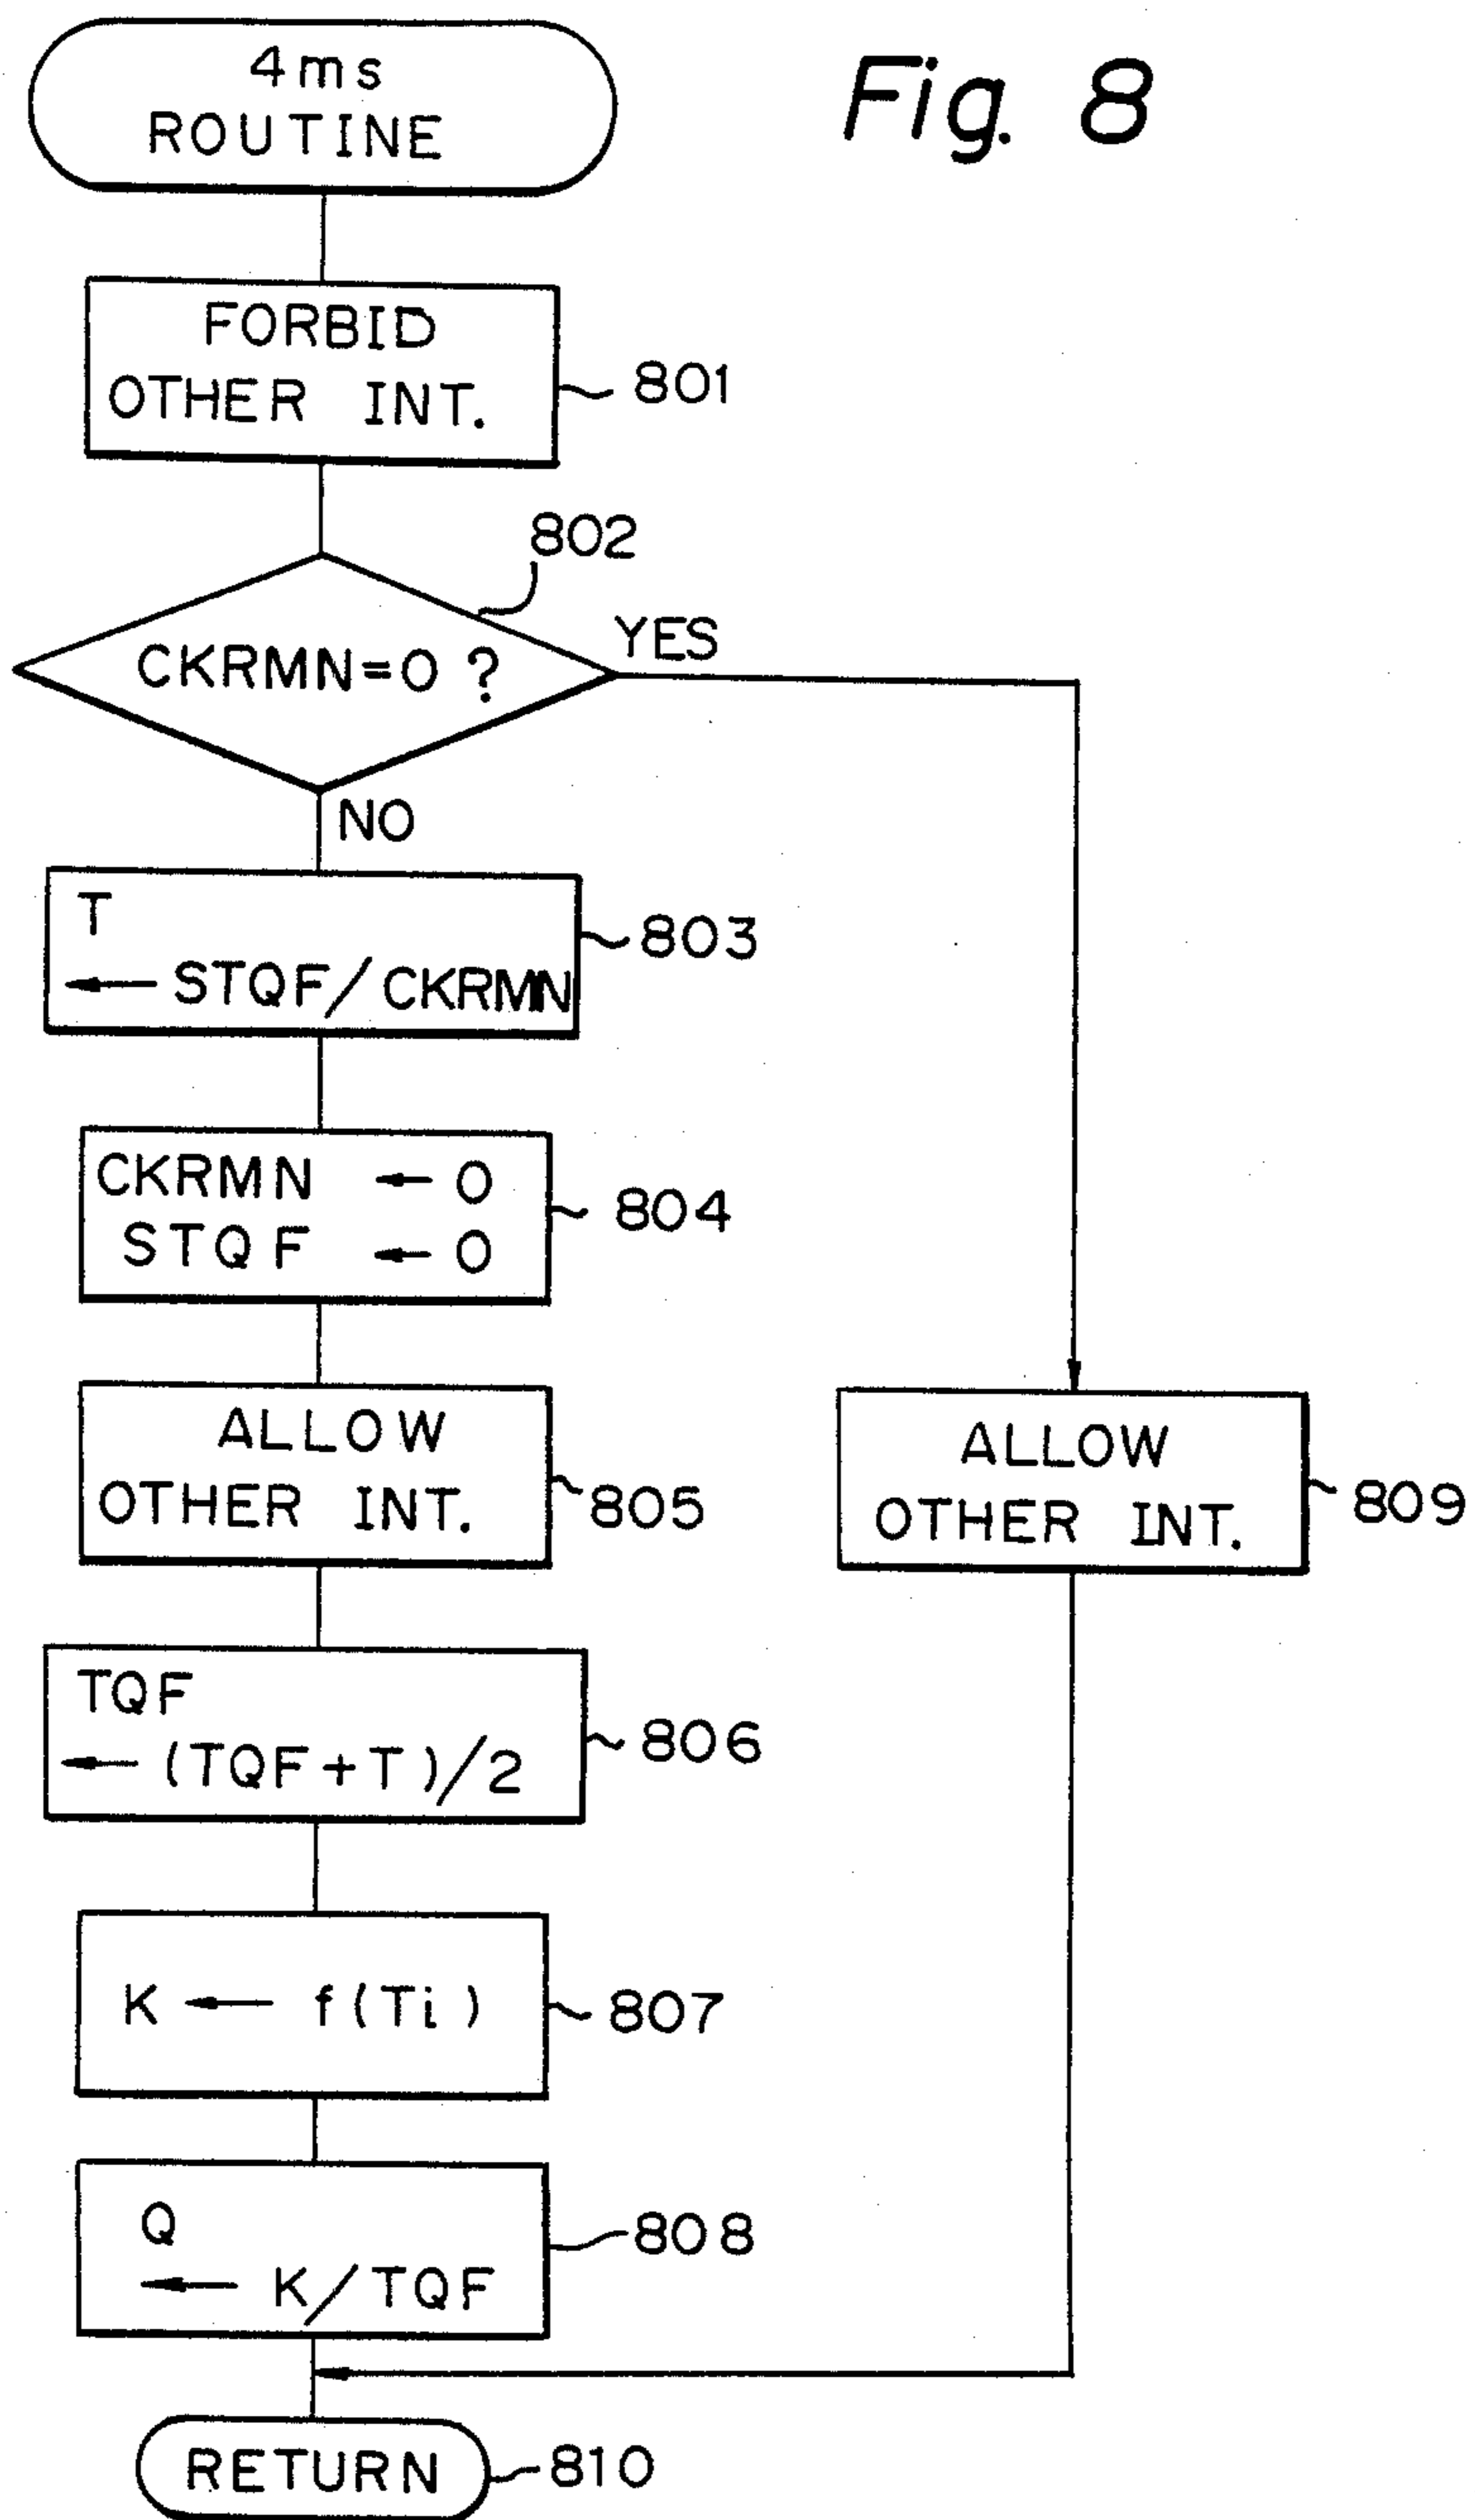 Fig. 8
4ms
ROUTINE
FORBID
OTHER INT.
801
802
CKRMN=0 ?
YES
NO
T
← STQF/CKRMN
803
CKRMN ← 0
STQF ← 0
804
ALLOW
OTHER INT.
805
ALLOW
OTHER INT.
809
TQF
← (TQF+T)/2
806
K ← f(Ti)
807
Q
← K/TQF
808
RETURN
810